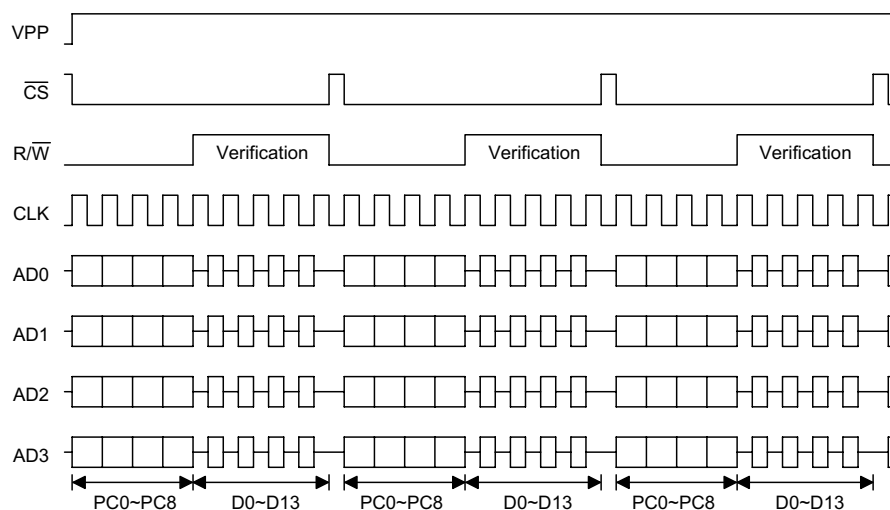 VPP
CS
R/W
Verification Verification Verification
CLK
AD0
AD1
AD2
AD3
PC0~PC8 D0~D13 PC0~PC8 D0~D13 PC0~PC8 D0~D13